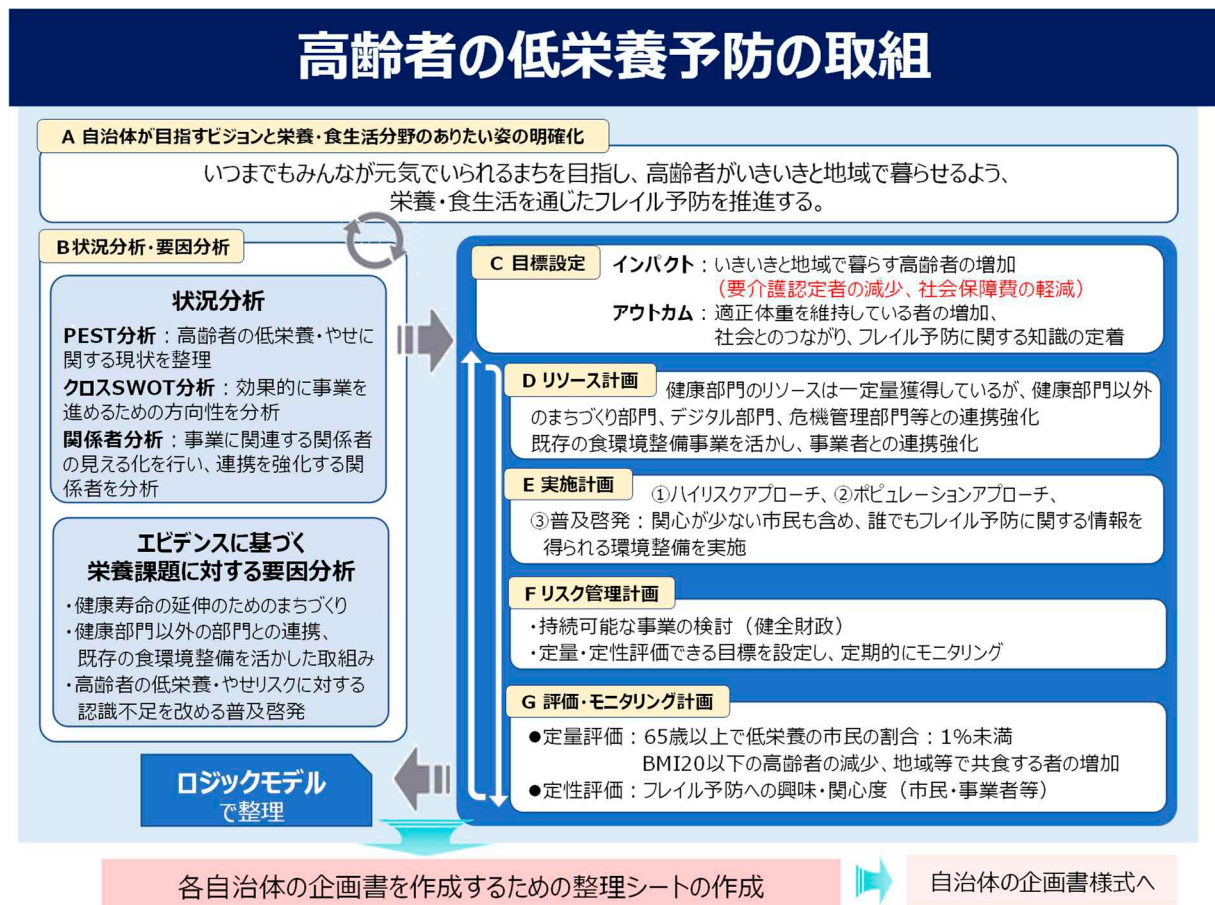 高齢者の低栄養予防の取組
A 自治体が目指すビジョンと栄養・食生活分野のありたい姿の明確化
いつまでもみんなが元気でいられるまちを目指し、高齢者がいきいきと地域で暮らせるよう、
栄養・食生活を通じたフレイル予防を推進する。
B状況分析・要因分析
状況分析
PEST分析：高齢者の低栄養・やせに
関する現状を整理
クロスSWOT分析：効果的に事業を
進めるための方向性を分析
関係者分析：事業に関連する関係者
の見える化を行い、連携を強化する関
係者を分析
エビデンスに基づく
栄養課題に対する要因分析
・健康寿命の延伸のためのまちづくり
・健康部門以外の部門との連携、
既存の食環境整備を活かした取組み
・高齢者の低栄養・やせリスクに対する
認識不足を改める普及啓発
C 目標設定
インパクト：いきいきと地域で暮らす高齢者の増加
（要介護認定者の減少、社会保障費の軽減）
アウトカム：適正体重を維持している者の増加、
社会とのつながり、フレイル予防に関する知識の定着
D リソース計画
健康部門のリソースは一定量獲得しているが、健康部門以外
のまちづくり部門、デジタル部門、危機管理部門等との連携強化
既存の食環境整備事業を活かし、事業者との連携強化
E 実施計画
①ハイリスクアプローチ、②ポピュレーションアプローチ、
③普及啓発：関心が少ない市民も含め、誰でもフレイル予防に関する情報を
得られる環境整備を実施
F リスク管理計画
・持続可能な事業の検討（健全財政）
・定量・定性評価できる目標を設定し、定期的にモニタリング
G 評価・モニタリング計画
●定量評価：65歳以上で低栄養の市民の割合：1％未満
BMI20以下の高齢者の減少、地域等で共食する者の増加
●定性評価：フレイル予防への興味・関心度（市民・事業者等）
ロジックモデル
で整理
各自治体の企画書を作成するための整理シートの作成
自治体の企画書様式へ